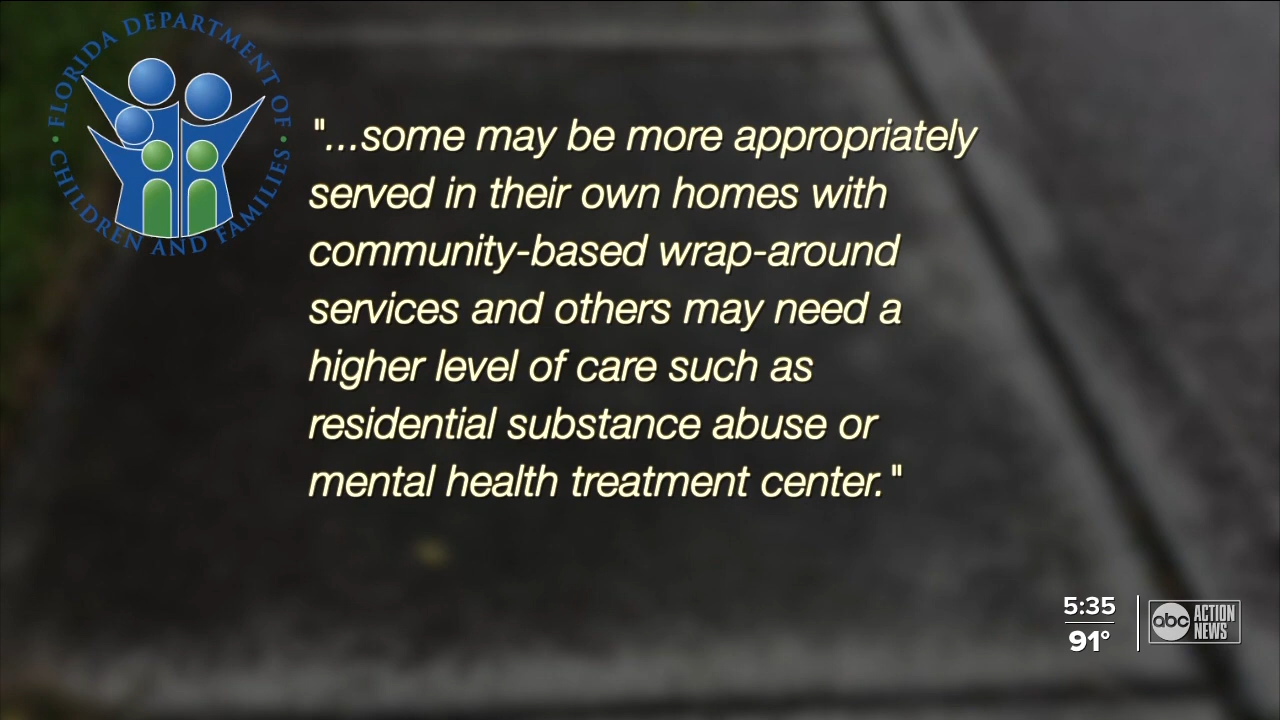 FLORIDA DEPARTMENT OF
CHILDREN AND FAMILIES
"...some may be more appropriately
served in their own homes with
community-based wrap-around
services and others may need a
higher level of care such as
residential substance abuse or
mental health treatment center."
5:35
91°
abc ACTION
NEWS